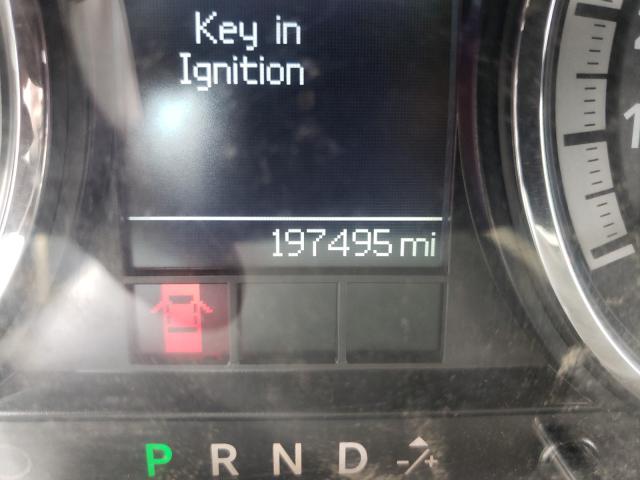 Key in
Ignition
197495 mi
P R N D -/+